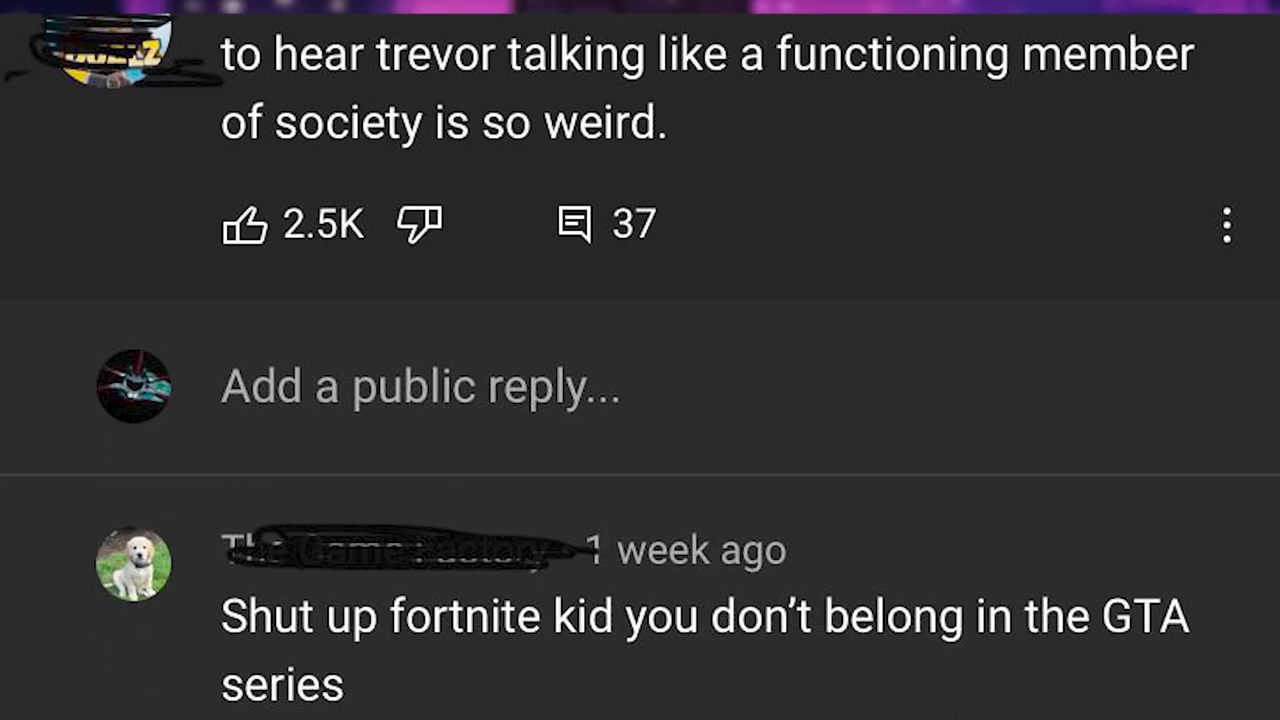 to hear trevor talking like a functioning member
of society is so weird.
2.5K 37
Add a public reply...
1 week ago
Shut up fortnite kid you don't belong in the GTA
series